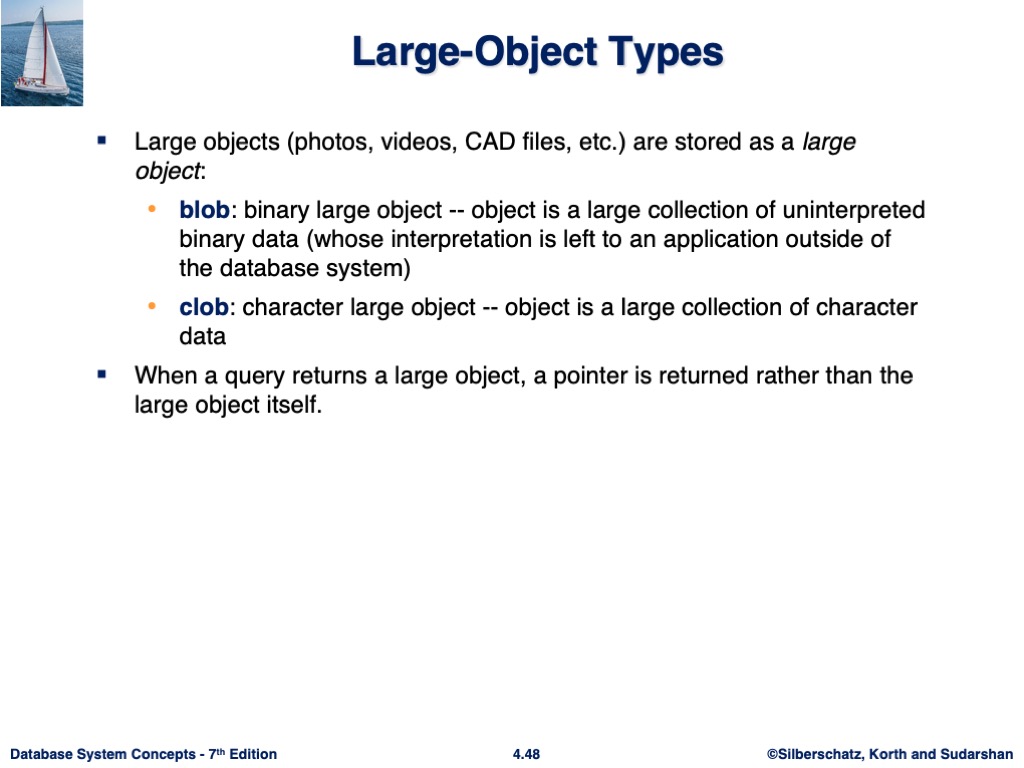 Large-Object Types
▪ Large objects (photos, videos, CAD files, etc.) are stored as a large
object:
• blob: binary large object -- object is a large collection of uninterpreted
binary data (whose interpretation is left to an application outside of
the database system)
• clob: character large object -- object is a large collection of character
data
▪ When a query returns a large object, a pointer is returned rather than the
large object itself.
Database System Concepts - 7th Edition
4.48
©Silberschatz, Korth and Sudarshan